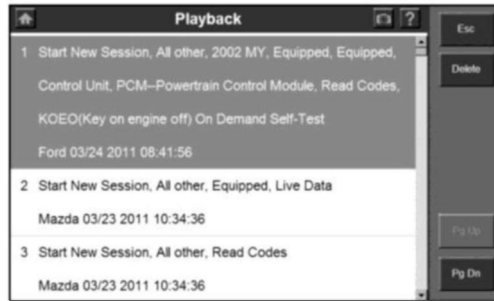 Playback
?
Esc
1 Start New Session, All other, 2002 MY, Equipped, Equipped,
Delete
Control Unit, PCM--Powertrain Control Module, Read Codes,
KOEO(Key on engine off) On Demand Self-Test
Ford 03/24 2011 08:41:56
2 Start New Session, All other, Equipped, Live Data
Mazda 03/23 2011 10:34:36
Pg Up
3 Start New Session, All other, Read Codes
Pg Dn
Mazda 03/23 2011 10:34:36